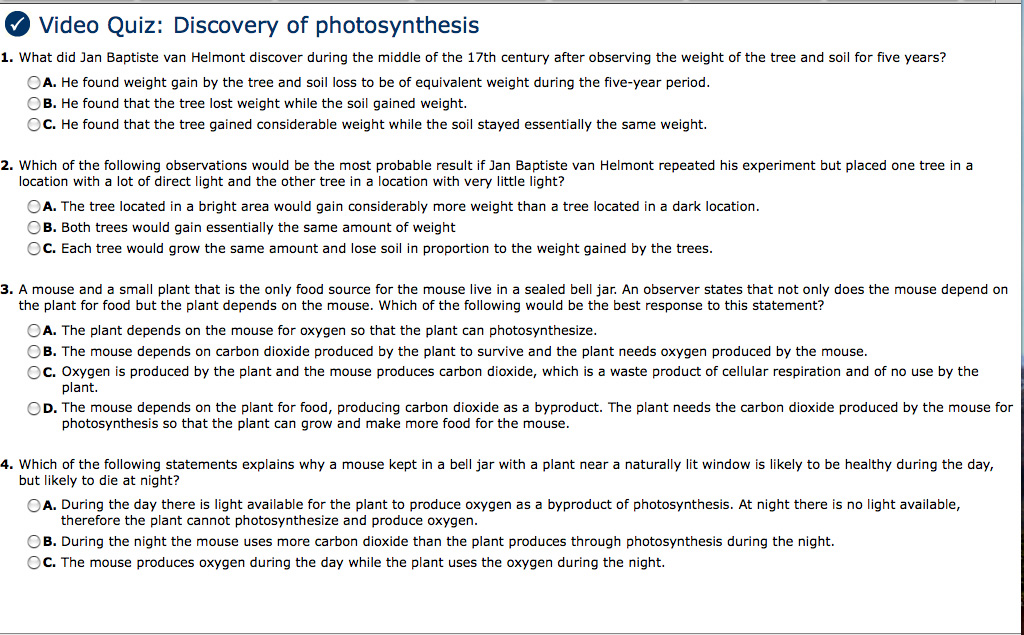 Video Quiz: Discovery of photosynthesis
1. What did Jan Baptiste van Helmont discover during the middle of the 17th century after observing the weight of the tree and soil for five years?
A. He found weight gain by the tree and soil loss to be of equivalent weight during the five-year period.
B. He found that the tree lost weight while the soil gained weight.
C. He found that the tree gained considerable weight while the soil stayed essentially the same weight.
2. Which of the following observations would be the most probable result if Jan Baptiste van Helmont repeated his experiment but placed one tree in a
location with a lot of direct light and the other tree in a location with very little light?
A. The tree located in a bright area would gain considerably more weight than a tree located in a dark location.
B. Both trees would gain essentially the same amount of weight
C. Each tree would grow the same amount and lose soil in proportion to the weight gained by the trees.
3. A mouse and a small plant that is the only food source for the mouse live in a sealed bell jar. An observer states that not only does the mouse depend on
the plant for food but the plant depends on the mouse. Which of the following would be the best response to this statement?
A. The plant depends on the mouse for oxygen so that the plant can photosynthesize.
B. The mouse depends on carbon dioxide produced by the plant to survive and the plant needs oxygen produced by the mouse.
C. Oxygen is produced by the plant and the mouse produces carbon dioxide, which is a waste product of cellular respiration and of no use by the
plant.
D. The mouse depends on the plant for food, producing carbon dioxide as a byproduct. The plant needs the carbon dioxide produced by the mouse for
photosynthesis so that the plant can grow and make more food for the mouse.
4. Which of the following statements explains why a mouse kept in a bell jar with a plant near a naturally lit window is likely to be healthy during the day,
but likely to die at night?
A. During the day there is light available for the plant to produce oxygen as a byproduct of photosynthesis. At night there is no light available,
therefore the plant cannot photosynthesize and produce oxygen.
B. During the night the mouse uses more carbon dioxide than the plant produces through photosynthesis during the night.
C. The mouse produces oxygen during the day while the plant uses the oxygen during the night.